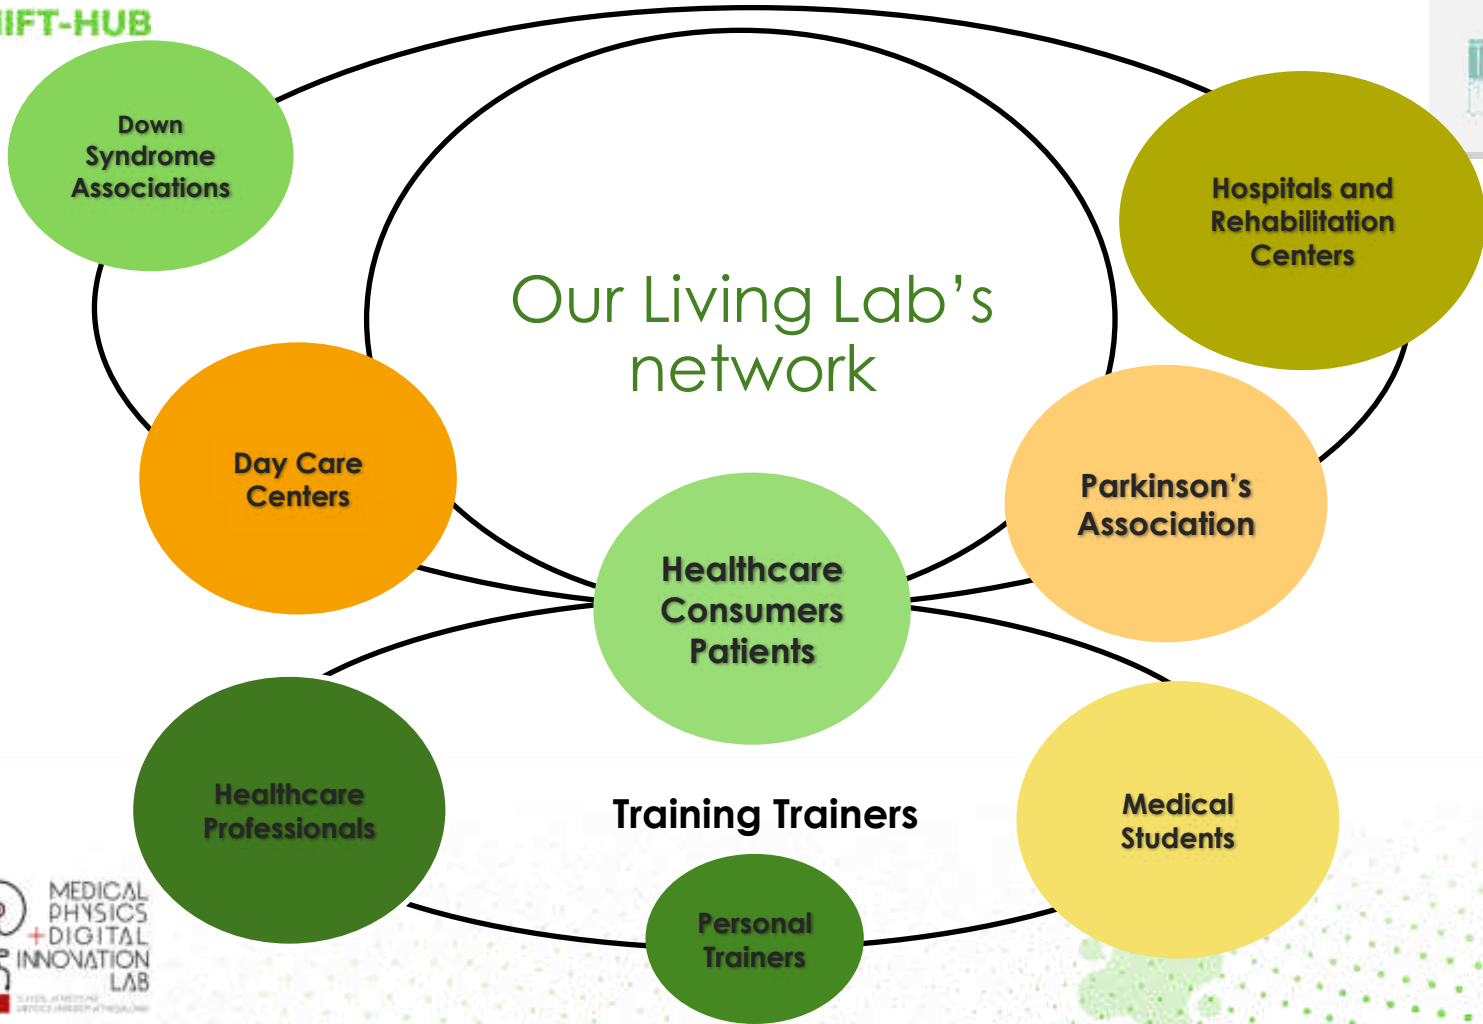 HIFT-HUB
Down
Syndrome
Associations
Hospitals and
Rehabilitation
Centers
Our Living Lab’s
network
Day Care
Centers
Parkinson’s
Association
Healthcare
Consumers
Patients
Healthcare
Professionals
Training Trainers
Medical
Students
Personal
Trainers
MEDICAL
PHYSICS
+DIGITAL
INNOVATION
LAB